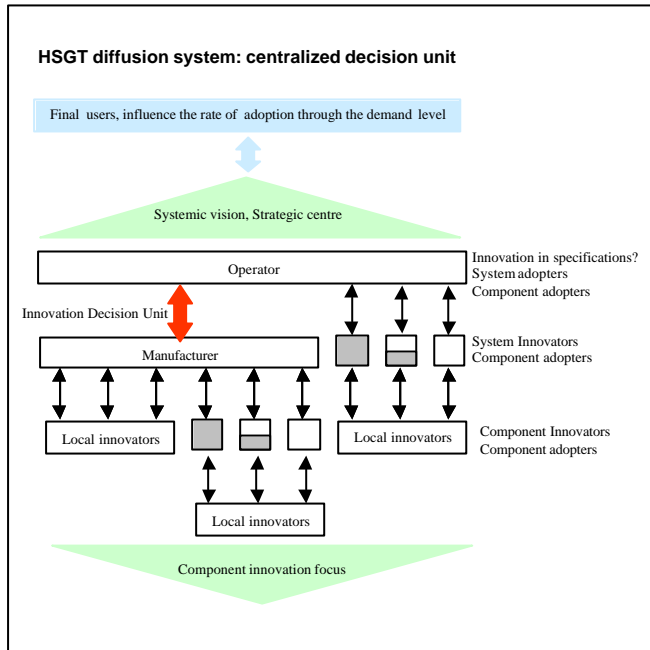 HSGT diffusion system: centralized decision unit
Final users, influence the rate of adoption through the demand level
Systemic vision, Strategic centre
Operator
Innovation in specifications?
System adopters
Component adopters
Innovation Decision Unit
Manufacturer
System Innovators
Component adopters
Local innovators
Local innovators
Component Innovators
Component adopters
Local innovators
Component innovation focus